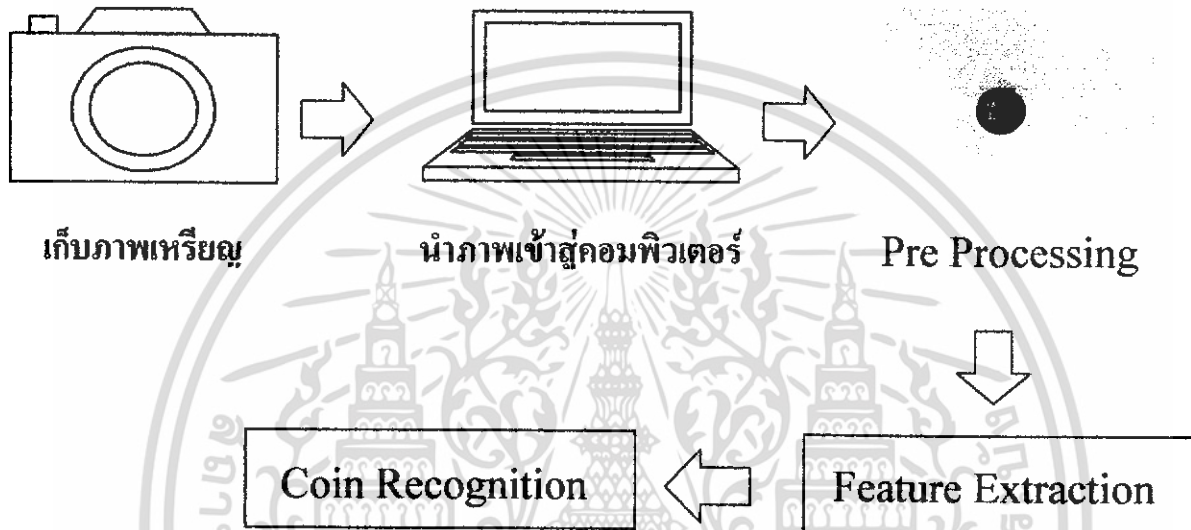 เก็บภาพเหรียญ
นำภาพเข้าสู่คอมพิวเตอร์
Pre Processing
Feature Extraction
Coin Recognition